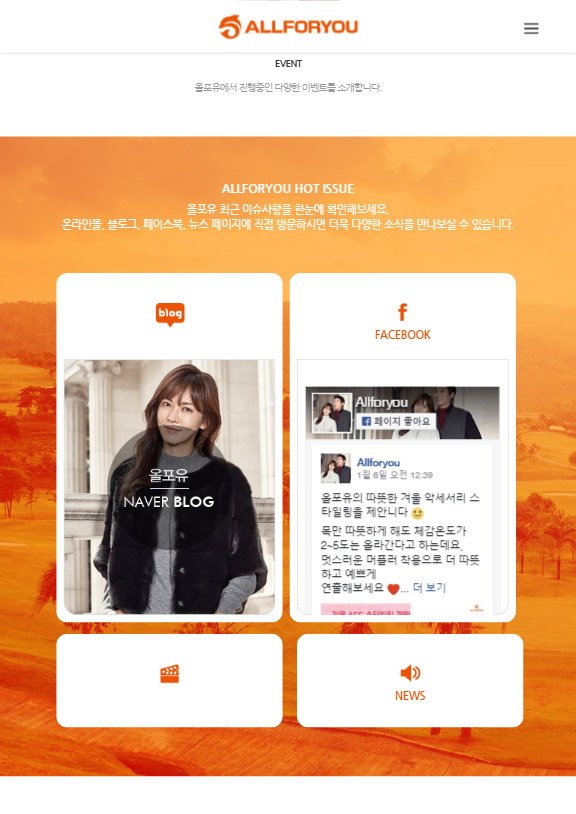 ALLFORYOU
EVENT
올포유에서 진행중인 다양한 이벤트를 소개합니다.
ALLFORYOU HOT ISSUE
올포유 최근 이슈사항을 한눈에 확인해보세요.
온라인몰, 블로그, 페이스북, 뉴스 페이지에 직접 방문하시면 더욱 다양한 소식을 만나보실 수 있습니다.
blog
올포유
NAVER BLOG
FACEBOOK
Allforyou
페이지 좋아요
Allforyou
1월 6일 오전 12:39
올포유의 따뜻한 겨울 악세서리 스
타일링을 제안니다
목만 따뜻하게 해도 체감온도가
2~5도는 올라간다고 하는데요,
멋스러운 머플러 착용으로 더 따뜻
하고 예쁘게
연출해보세요 ❤... 더 보기
NEWS